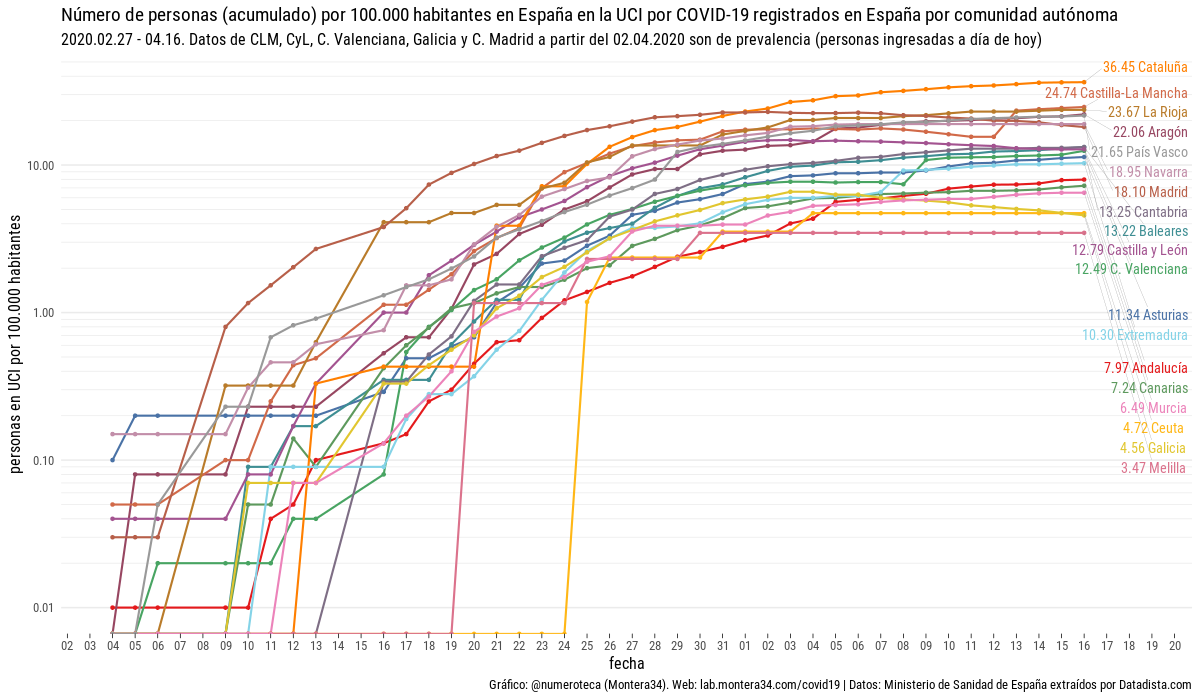 Número de personas (acumulado) por 100.000 habitantes en España en la UCI por COVID-19 registrados en España por comunidad autónoma
2020.02.27 - 04.16. Datos de CLM, CyL, C. Valenciana, Galicia y C. Madrid a partir del 02.04.2020 son de prevalencia (personas ingresadas a día de hoy)
personas en UCI por 100.000 habitantes
10.00
1.00
0.10
0.01
36.45 Cataluña
24.74 Castilla-La Mancha
23.67 La Rioja
22.06 Aragón
21.65 País Vasco
18.95 Navarra
18.10 Madrid
13.25 Cantabria
13.22 Baleares
12.79 Castilla y León
12.49 C. Valenciana
11.34 Asturias
10.30 Extremadura
7.97 Andalucía
7.24 Canarias
6.49 Murcia
4.72 Ceuta
4.56 Galicia
3.47 Melilla
02 03 04 05 06 07 08 09 10 11 12 13 14 15 16 17 18 19 20 21 22 23 24 25 26 27 28 29 30 31 01 02 03 04 05 06 07 08 09 10 11 12 13 14 15 16 17 18 19 20
fecha
Gráfico: @numeroteca (Montera34). Web: lab.montera34.com/covid19 | Datos: Ministerio de Sanidad de España extraídos por Datadista.com